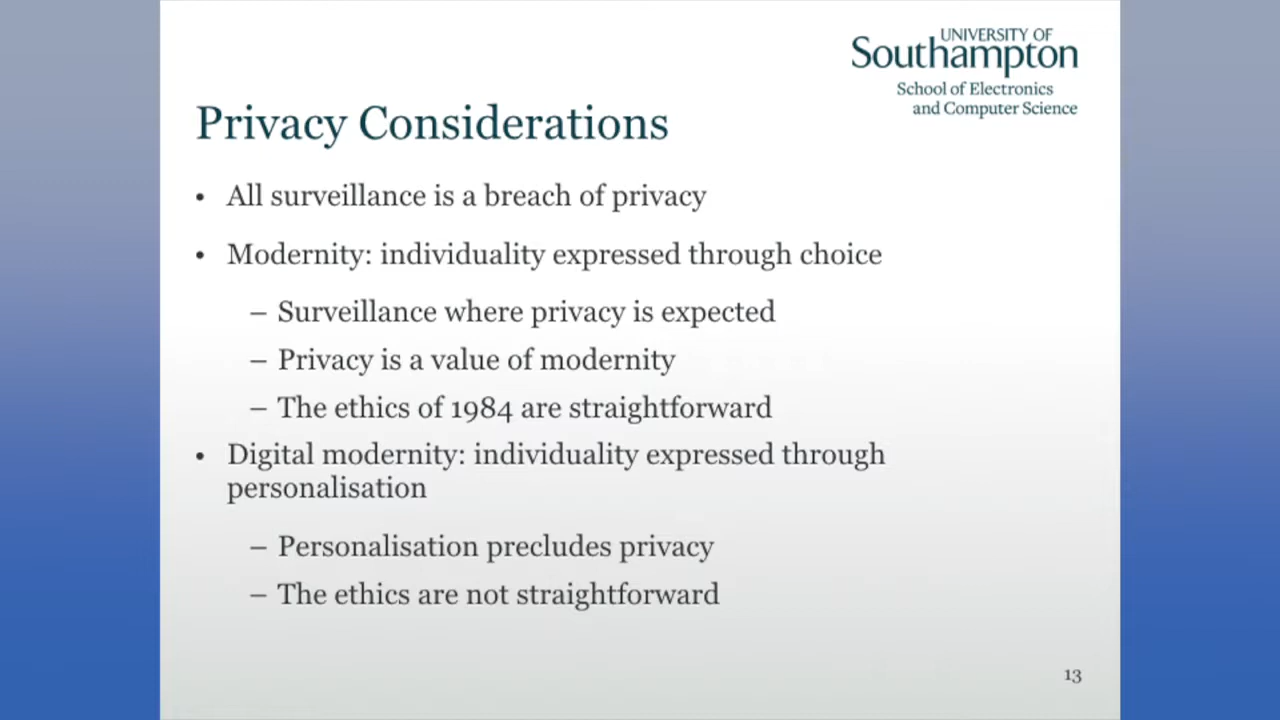 UNIVERSITY OF
Southampton
School of Electronics
and Computer Science
Privacy Considerations
• All surveillance is a breach of privacy
• Modernity: individuality expressed through choice
– Surveillance where privacy is expected
– Privacy is a value of modernity
– The ethics of 1984 are straightforward
• Digital modernity: individuality expressed through
personalisation
– Personalisation precludes privacy
– The ethics are not straightforward
13